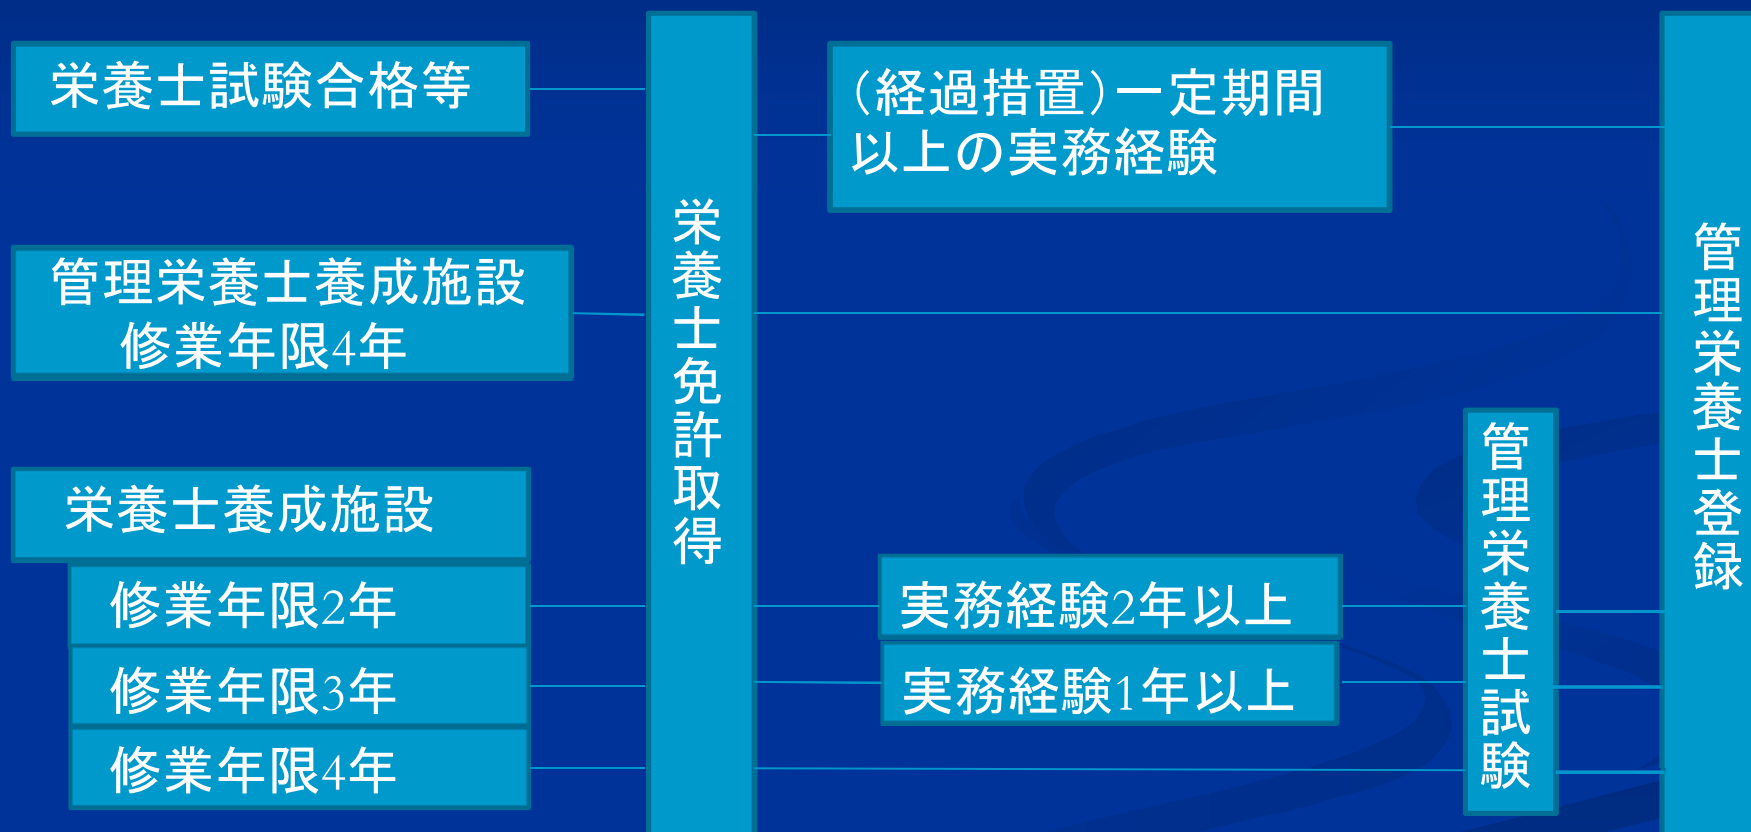 栄養士試験合格等
管理栄養士養成施設
修業年限4年
栄養士養成施設
修業年限2年
修業年限3年
修業年限4年
栄養士免許取得
(経過措置)一定期間
以上の実務経験
実務経験2年以上
実務経験1年以上
管理栄養士試験
管理栄養士登録